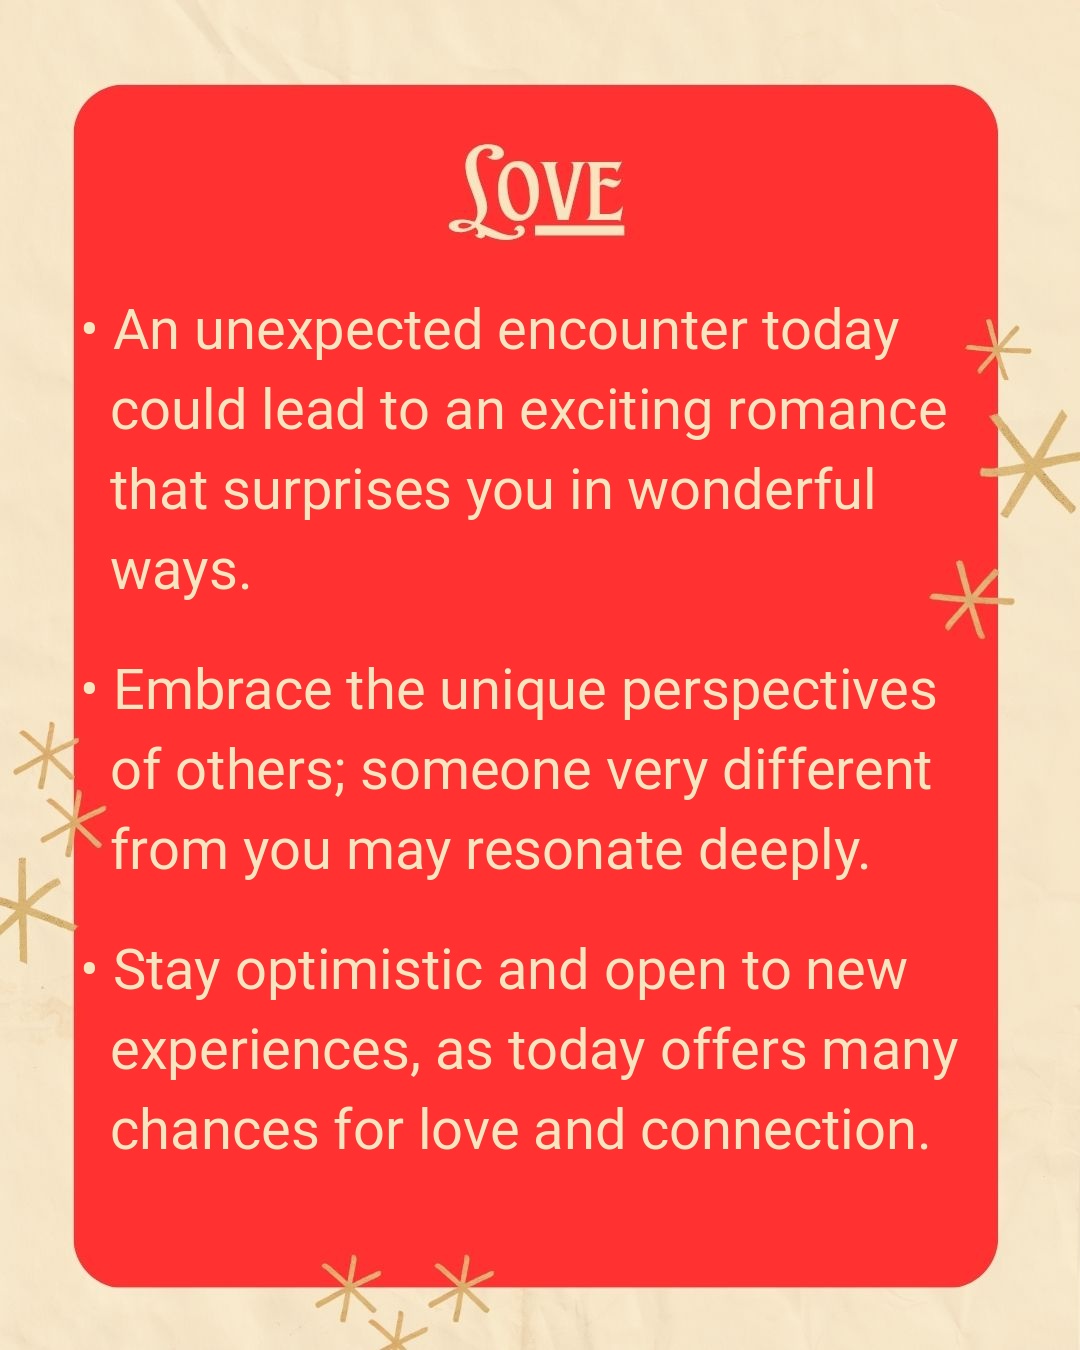 Love
• An unexpected encounter today
could lead to an exciting romance
that surprises you in wonderful
ways.
• Embrace the unique perspectives
of others; someone very different
from you may resonate deeply.
• Stay optimistic and open to new
experiences, as today offers many
chances for love and connection.